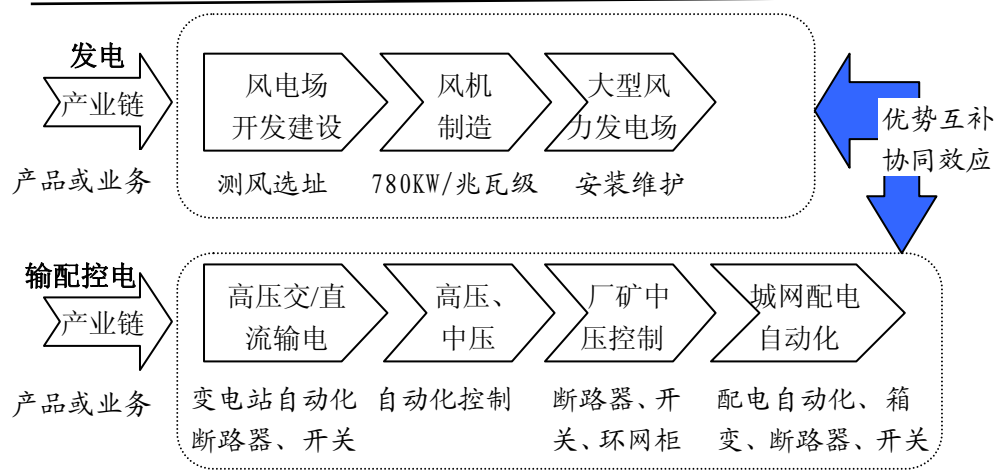 发电
产业链
风电场
开发建设
风机
制造
大型风
力发电场
优势互补
协同效应
产品或业务
测风选址
780KW/兆瓦级
安装维护
输配控电
产业链
高压交/直
流输电
高压、
中压
厂矿中
压控制
城网配电
自动化
产品或业务
变电站自动化
断路器、开关
自动化控制
断路器、开
关、环网柜
配电自动化、箱
变、断路器、开关